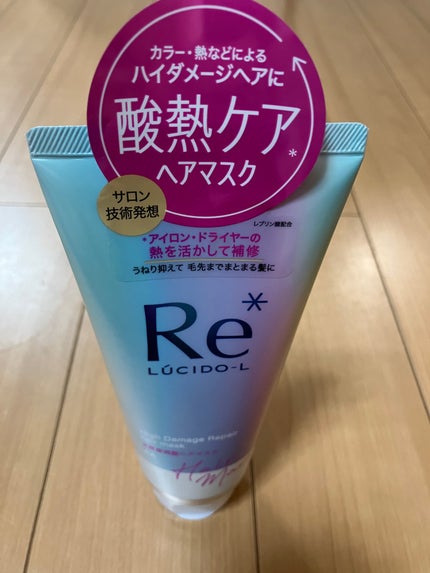 カラー・熱などによる
ハイダメージヘアに
酸熱ケア*
ヘアマスク
サロン
技術発想
レブリン酸配合
*アイロン・ドライヤーの
熱を活かして補修
うねり抑えて 毛先までまとまる髪に
Re*
LÚCIDO-L
High Damage Repair
mask